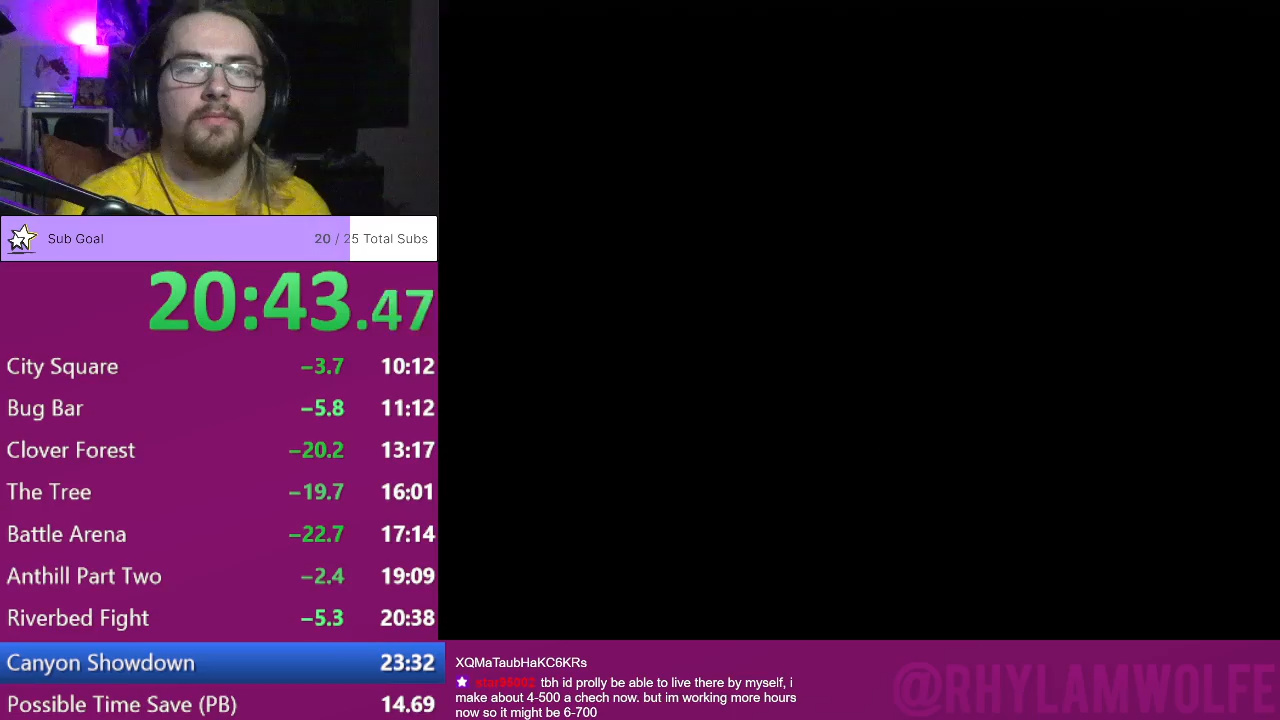 Sub Goal 20 / 25 Total Subs
20:43.47
City Square −3.7 10:12
Bug Bar −5.8 11:12
Clover Forest −20.2 13:17
The Tree −19.7 16:01
Battle Arena −22.7 17:14
Anthill Part Two −2.4 19:09
Riverbed Fight −5.3 20:38
Canyon Showdown 23:32
Possible Time Save (PB) 14.69
XQMaTaubHaKC6KRs
star95002 tbh id prolly be able to live there by myself, i
make about 4-500 a chech now. but im working more hours
now so it might be 6-700
@RHYLAMWOLFE